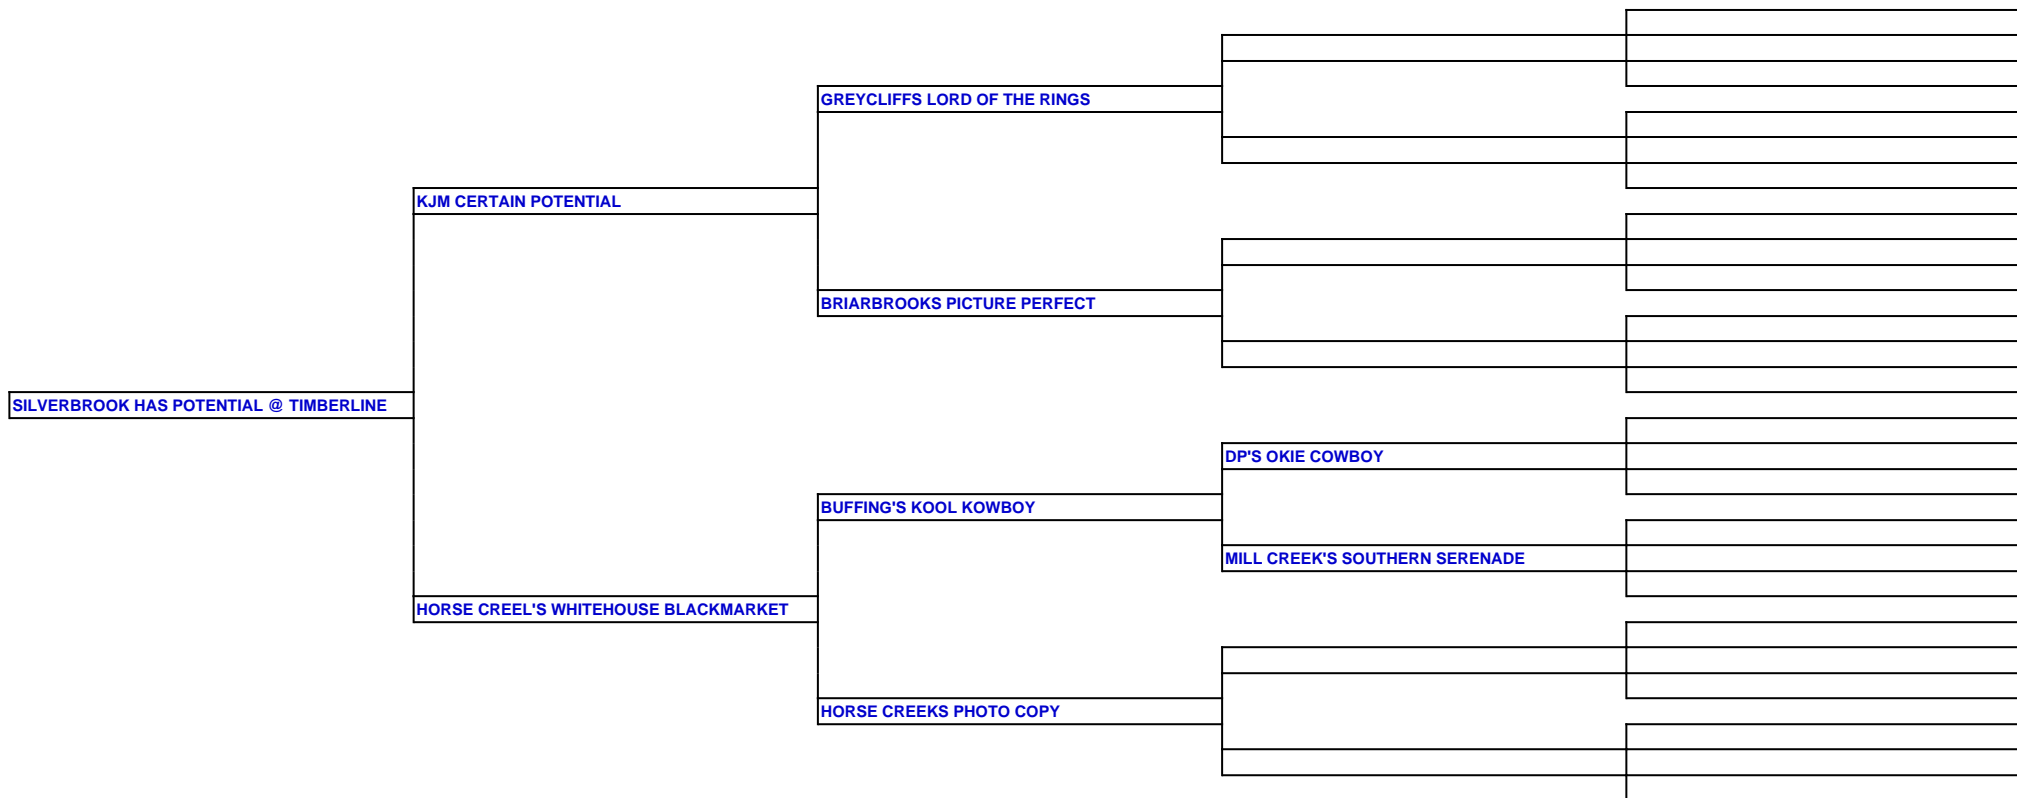 GREYCLIFFS LORD OF THE RINGS
KJM CERTAIN POTENTIAL
BRIARBROOKS PICTURE PERFECT
SILVERBROOK HAS POTENTIAL @ TIMBERLINE
DP'S OKIE COWBOY
BUFFING'S KOOL KOWBOY
MILL CREEK'S SOUTHERN SERENADE
HORSE CREEL'S WHITEHOUSE BLACKMARKET
HORSE CREEKS PHOTO COPY